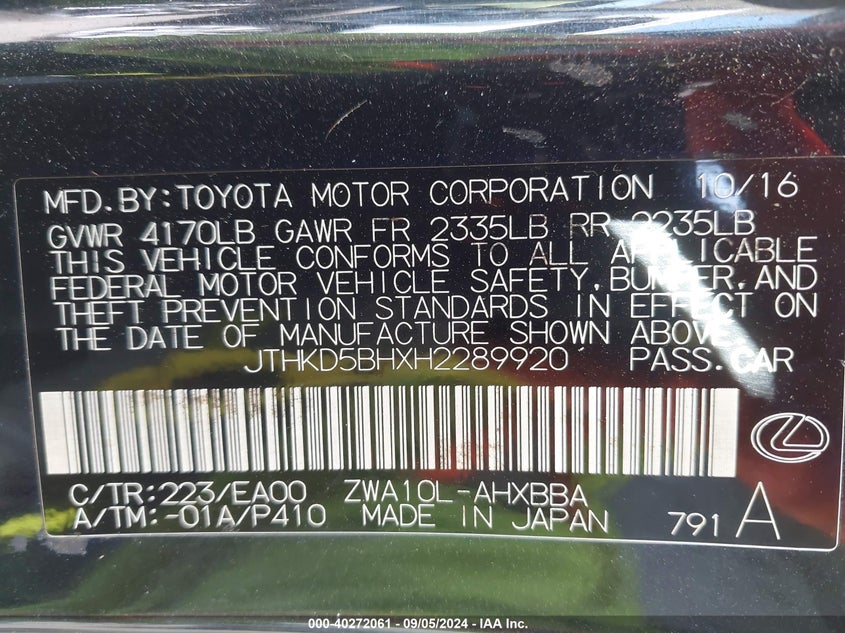 MFD.BY:TOYOTA MOTOR CORPORATION 10/16
GVWR 4170LB GAWR FR 2335LB RR 2235LB
THIS VEHICLE CONFORMS TO ALL APPLICABLE
FEDERAL MOTOR VEHICLE SAFETY,BUMPER,AND
THEFT PREVENTION STANDARDS IN EFFECT ON
THE DATE OF MANUFACTURE SHOWN ABOVE.
JTHKD5BHXH2289920 PASS.CAR
C/TR:223/EA00 ZWA10L-AHXBBA
A/TM:-01A/P410 MADE IN JAPAN 791 A
000-40272061 - 09/05/2024 - IAA Inc.